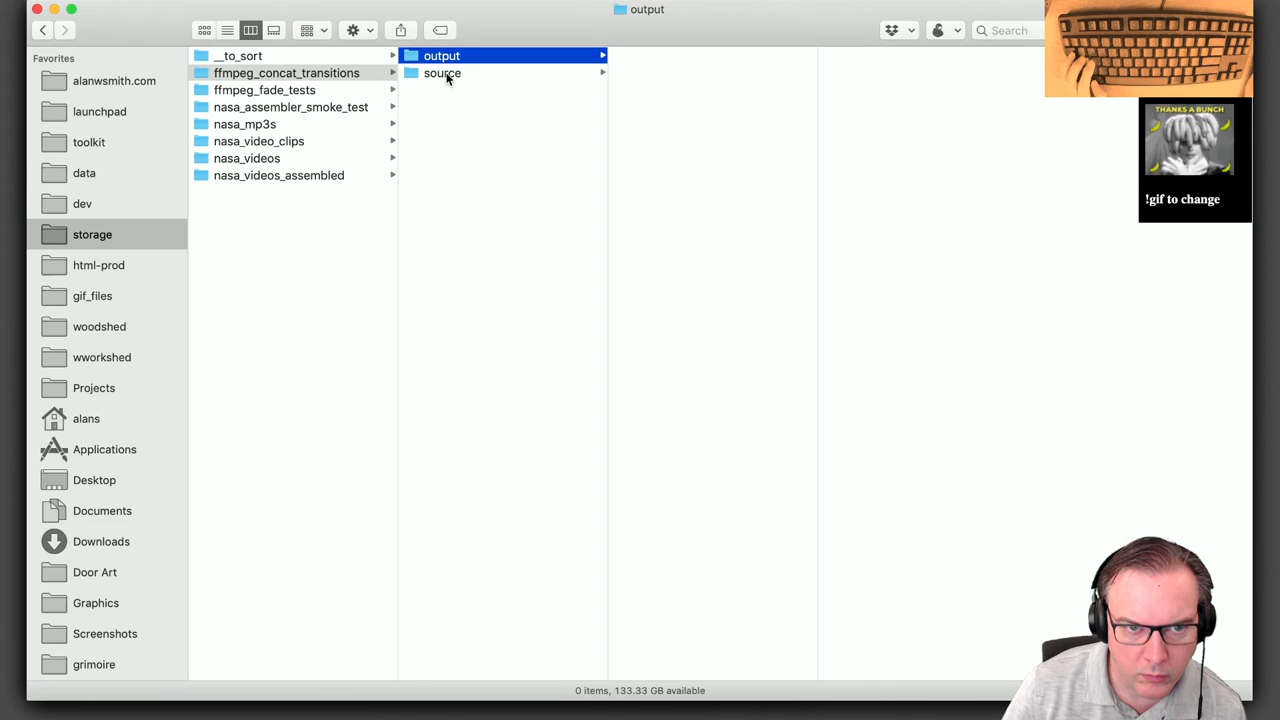 output
Search
Favorites
alanwsmith.com
launchpad
toolkit
data
dev
storage
html-prod
gif_files
woodshed
wworkshed
Projects
alans
Applications
Desktop
Documents
Downloads
Door Art
Graphics
Screenshots
grimoire
__to_sort
ffmpeg_concat_transitions
ffmpeg_fade_tests
nasa_assembler_smoke_test
nasa_mp3s
nasa_video_clips
nasa_videos
nasa_videos_assembled
output
source
THANKS A BUNCH
!gif to change
0 items, 133.33 GB available